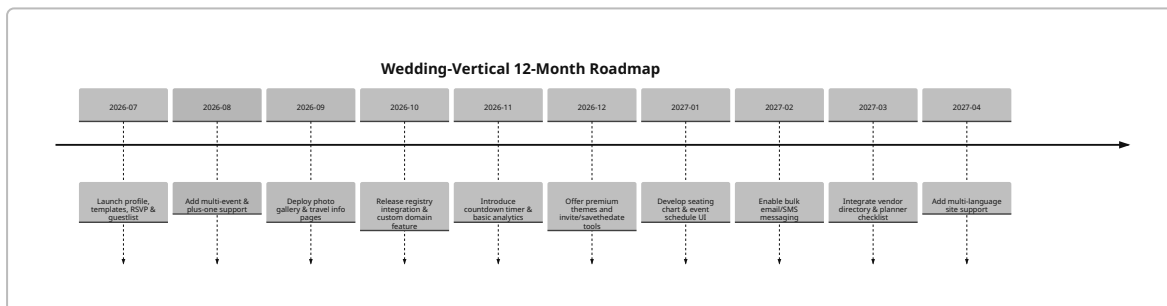 Wedding-Vertical 12-Month Roadmap
2026-07
2026-08
2026-09
2026-10
2026-11
2026-12
2027-01
2027-02
2027-03
2027-04
Launch profile,
templates, RSVP &
guestlist
Add multi-event &
plus-one support
Deploy photo
gallery & travel info
pages
Release registry
integration &
custom domain
feature
Introduce
countdown timer &
basic analytics
Offer premium
themes and
invite/savethedate
tools
Develop seating
chart & event
schedule UI
Enable bulk
email/SMS
messaging
Integrate vendor
directory & planner
checklist
Add multi-language
site support